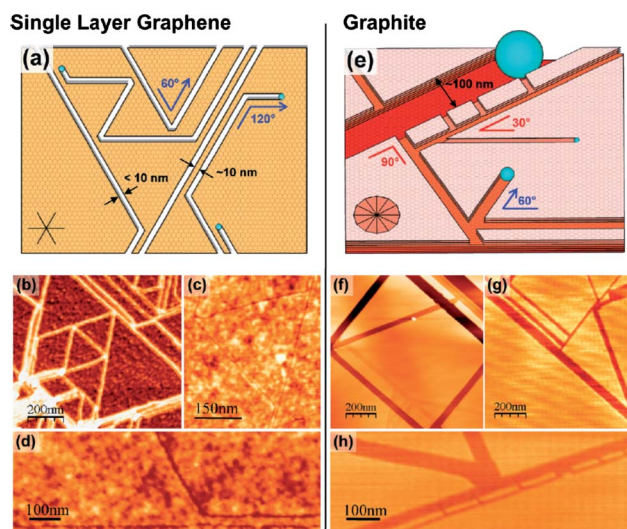 Single Layer Graphene
Graphite
(a)
60°
120°
< 10 nm
~10 nm
(e)
~100 nm
30°
90°
60°
(b)
200nm
(c)
150nm
(d)
100nm
(f)
200nm
(g)
200nm
(h)
100nm